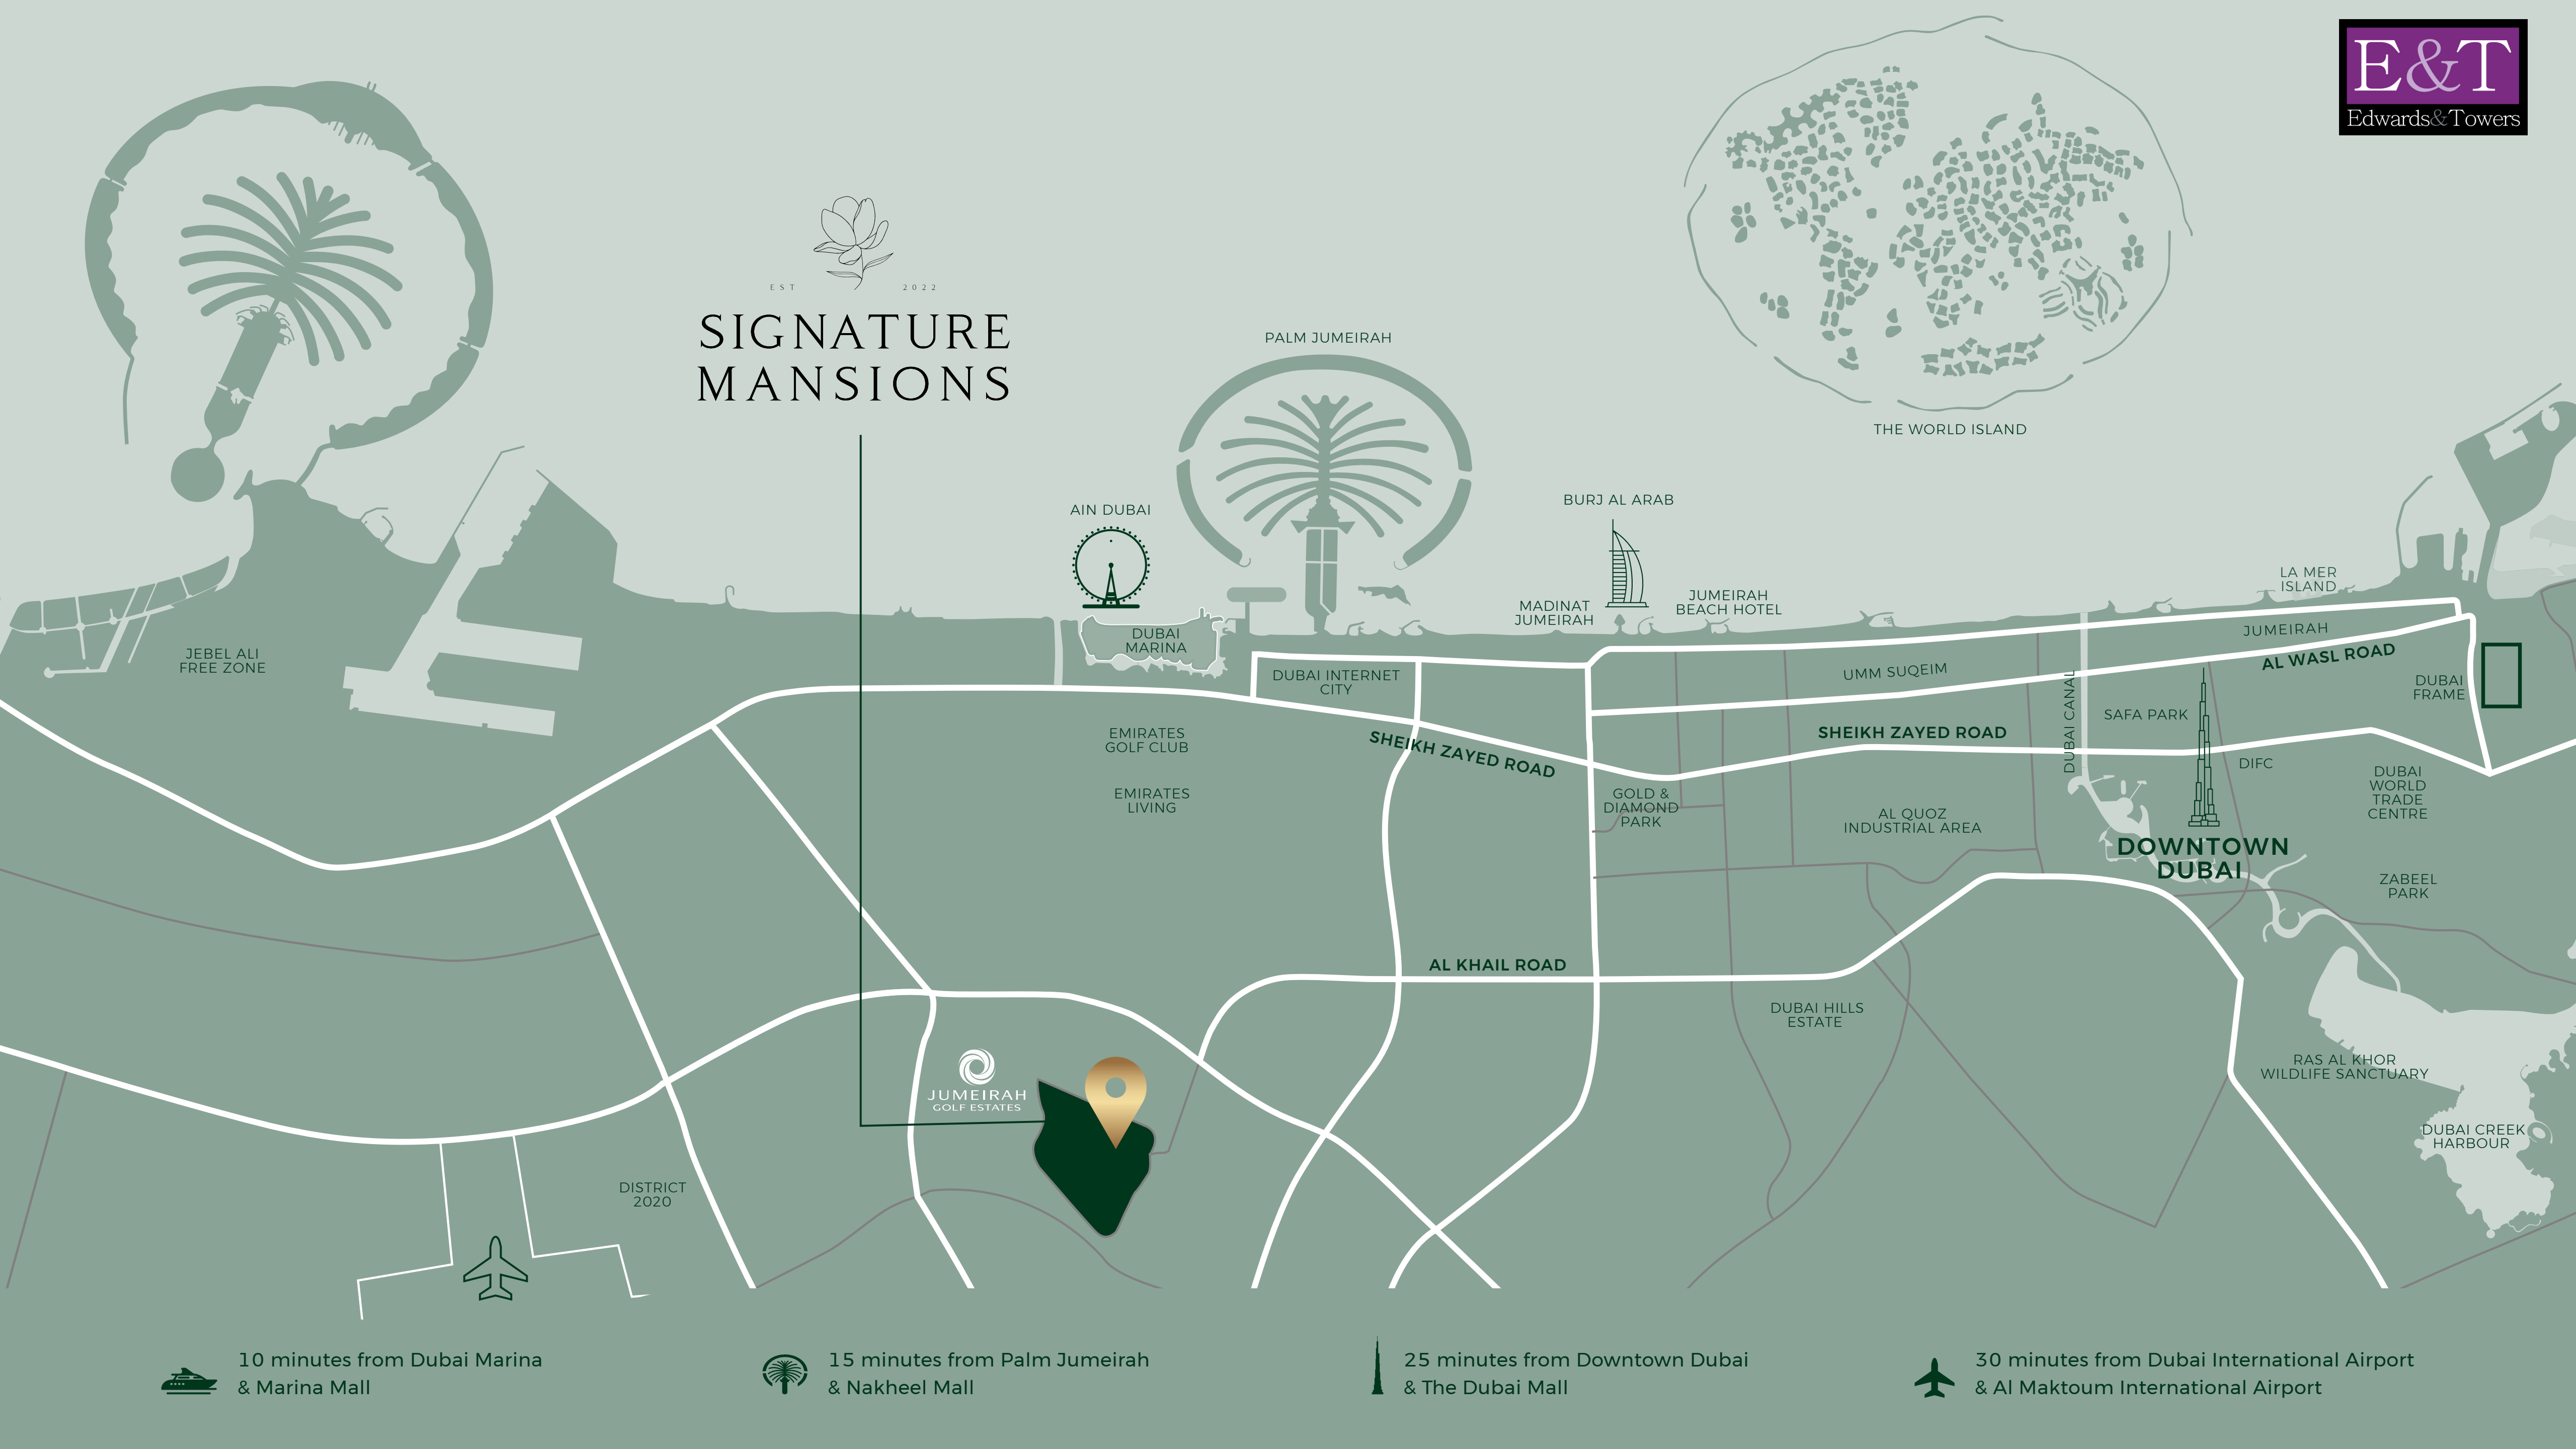 E&T
Edwards&Towers
EST 2022
SIGNATURE
MANSIONS
PALM JUMEIRAH
THE WORLD ISLAND
AIN DUBAI
BURJ AL ARAB
MADINAT
JUMEIRAH
JUMEIRAH
BEACH HOTEL
LA MER
ISLAND
JEBEL ALI
FREE ZONE
DUBAI
MARINA
DUBAI INTERNET
CITY
UMM SUQEIM
JUMEIRAH
AL WASL ROAD
DUBAI
FRAME
DUBAI CANAL
SAFA PARK
EMIRATES
GOLF CLUB
SHEIKH ZAYED ROAD
SHEIKH ZAYED ROAD
DIFC
DUBAI
WORLD
TRADE
CENTRE
EMIRATES
LIVING
GOLD &
DIAMOND
PARK
AL QUOZ
INDUSTRIAL AREA
DOWNTOWN
DUBAI
ZABEEL
PARK
AL KHAIL ROAD
DUBAI HILLS
ESTATE
RAS AL KHOR
WILDLIFE SANCTUARY
JUMEIRAH
GOLF ESTATES
DUBAI CREEK
HARBOUR
DISTRICT
2020
10 minutes from Dubai Marina
& Marina Mall
15 minutes from Palm Jumeirah
& Nakheel Mall
25 minutes from Downtown Dubai
& The Dubai Mall
30 minutes from Dubai International Airport
& Al Maktoum International Airport